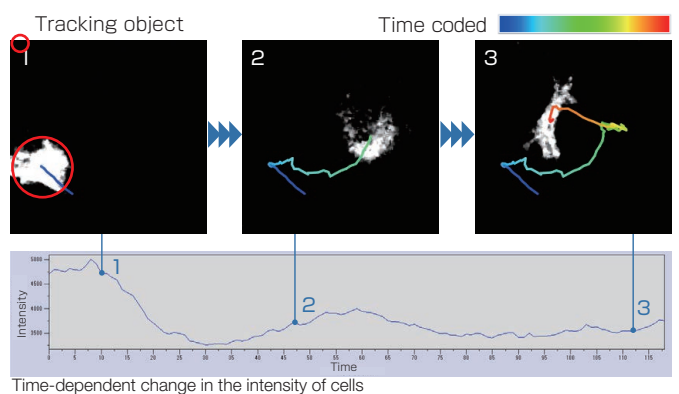 Tracking object
Time coded
1
2
3
5000
4500
4000
3500
Intensity
1
2
3
0 5 10 15 20 25 30 35 40 45 50 55 60 65 70 75 80 85 90 95 100 105 110 115
Time
Time-dependent change in the intensity of cells